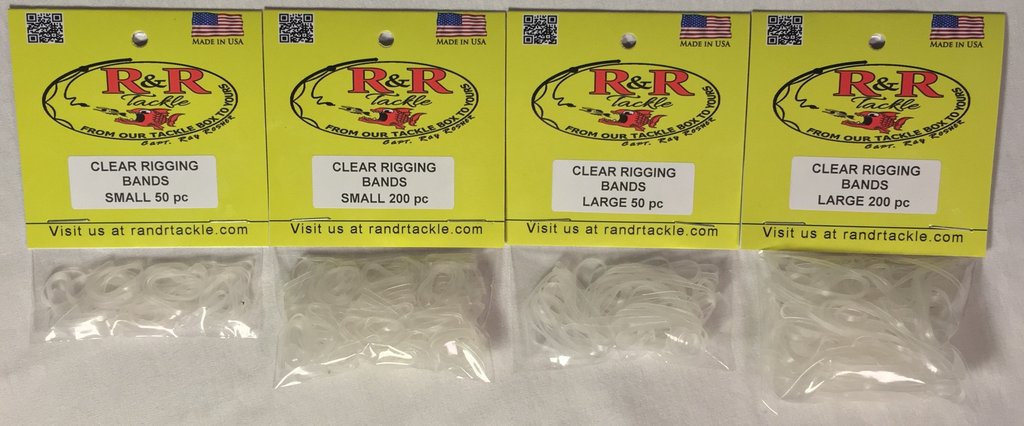 MADE IN USA
R&R
Tackle
FROM OUR TACKLE BOX TO YOURS
Capt. Ray Rosher
CLEAR RIGGING
BANDS
SMALL 50 pc
Visit us at randrtackle.com
MADE IN USA
R&R
Tackle
FROM OUR TACKLE BOX TO YOURS
Capt. Ray Rosher
CLEAR RIGGING
BANDS
SMALL 200 pc
Visit us at randrtackle.com
MADE IN USA
R&R
Tackle
FROM OUR TACKLE BOX TO YOURS
Capt. Ray Rosher
CLEAR RIGGING
BANDS
LARGE 50 pc
Visit us at randrtackle.com
MADE IN USA
R&R
Tackle
FROM OUR TACKLE BOX TO YOURS
Capt. Ray Rosher
CLEAR RIGGING
BANDS
LARGE 200 pc
Visit us at randrtackle.com